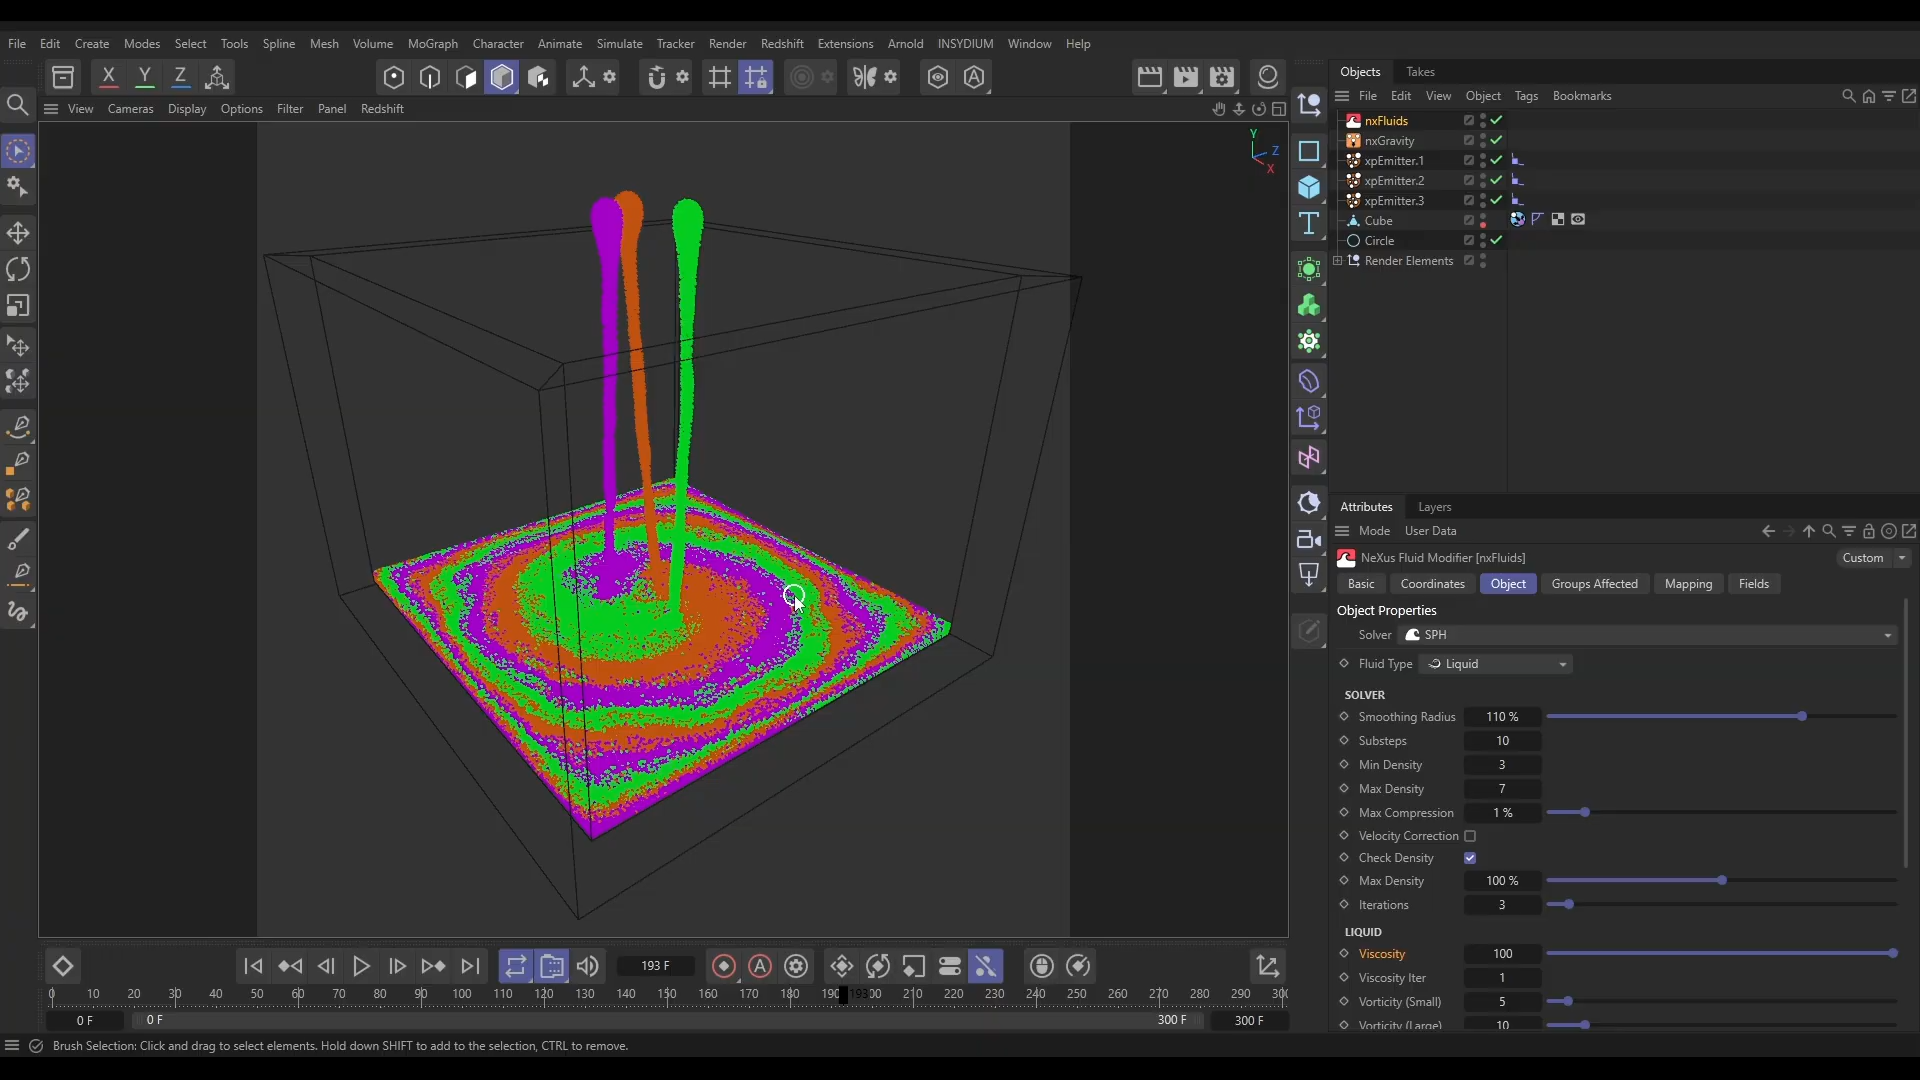 File Edit Create Modes Select Tools Spline Mesh Volume MoGraph Character Animate Simulate Tracker Render Redshift Extensions Arnold INSYDIUM Window Help
X Y Z
View Cameras Display Options Filter Panel Redshift
Y
Z
X
Objects Takes
File Edit View Object Tags Bookmarks
nxFluids
nxGravity
xpEmitter.1
xpEmitter.2
xpEmitter.3
Cube
Circle
Render Elements
Attributes Layers
Mode User Data
NeXus Fluid Modifier [nxFluids] Custom
Basic Coordinates Object Groups Affected Mapping Fields
Object Properties
Solver SPH
Fluid Type Liquid
SOLVER
Smoothing Radius 110 %
Substeps 10
Min Density 3
Max Density 7
Max Compression 1 %
Velocity Correction
Check Density
Max Density 100 %
Iterations 3
LIQUID
Viscosity 100
Viscosity Iter 1
Vorticity (Small) 5
Vorticity (Large) 10
193 F
0 10 20 30 40 50 60 70 80 90 100 110 120 130 140 150 160 170 180 190 193 200 210 220 230 240 250 260 270 280 290 300
0 F 0 F 300 F 300 F
Brush Selection: Click and drag to select elements. Hold down SHIFT to add to the selection, CTRL to remove.